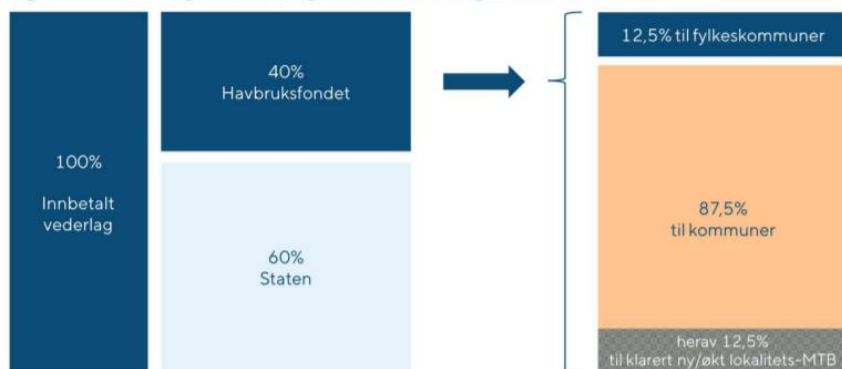 100%
Innbetalt
vederlag
40%
Havbruksfondet
60%
Staten
12,5% til fylkeskommuner
87,5%
til kommuner
herav 12,5%
til klarert ny/økt lokalitets-MTB